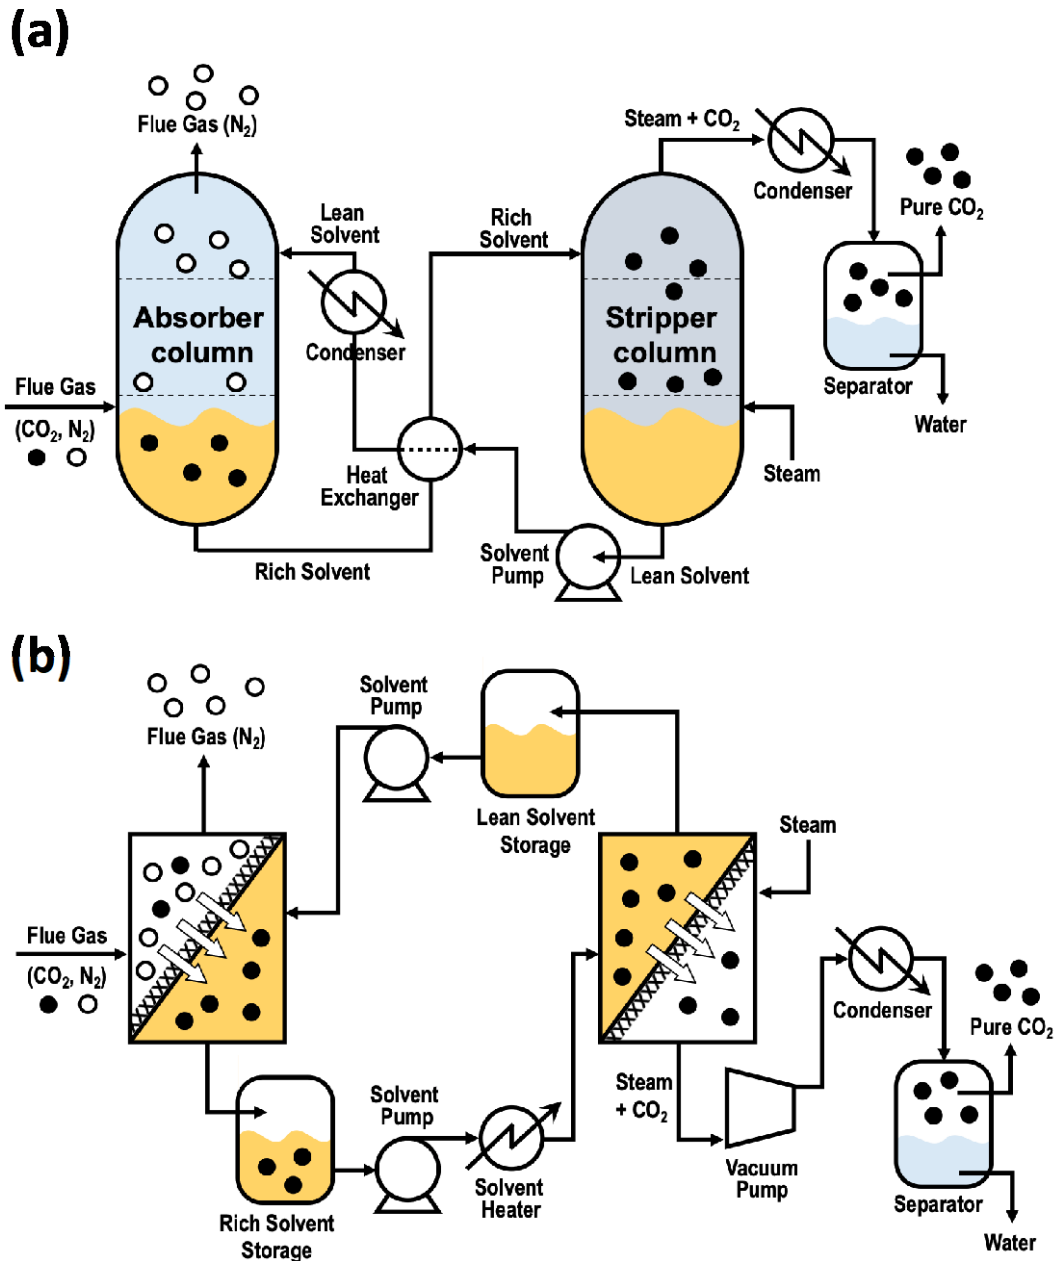 (a)
Flue Gas (N₂)
Steam + CO₂
Condenser
Pure CO₂
Lean
Solvent
Rich
Solvent
Absorber
column
Condenser
Stripper
column
Separator
Flue Gas
(CO₂, N₂)
Water
Heat
Exchanger
Steam
Solvent
Pump
Rich Solvent
Lean Solvent
(b)
Flue Gas (N₂)
Solvent
Pump
Lean Solvent
Storage
Steam
Flue Gas
(CO₂, N₂)
Condenser
Pure CO₂
Steam
+ CO₂
Solvent
Pump
Solvent
Heater
Vacuum
Pump
Separator
Rich Solvent
Storage
Water